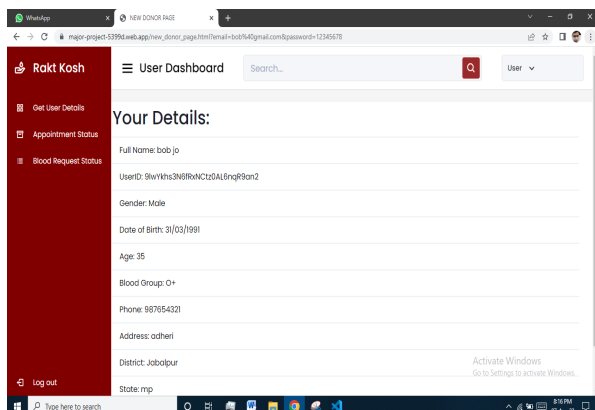 WhatsApp
NEW DONOR PAGE
major-project-5399d.web.app/new_donor_page.html?email=bob%40gmail.com&password=12345678
Rakt Kosh
User Dashboard
Search...
User
Get User Details
Appointment Status
Blood Request Status
Log out
Your Details:
Full Name: bob jo
UserID: 9lwYkhs3N6fRxNCtz0AL6nqR9an2
Gender: Male
Date of Birth: 31/03/1991
Age: 35
Blood Group: O+
Phone: 987654321
Address: adheri
District: Jabalpur
State: mp
Activate Windows
Go to Settings to activate Windows.
Type here to search
8:16 PM